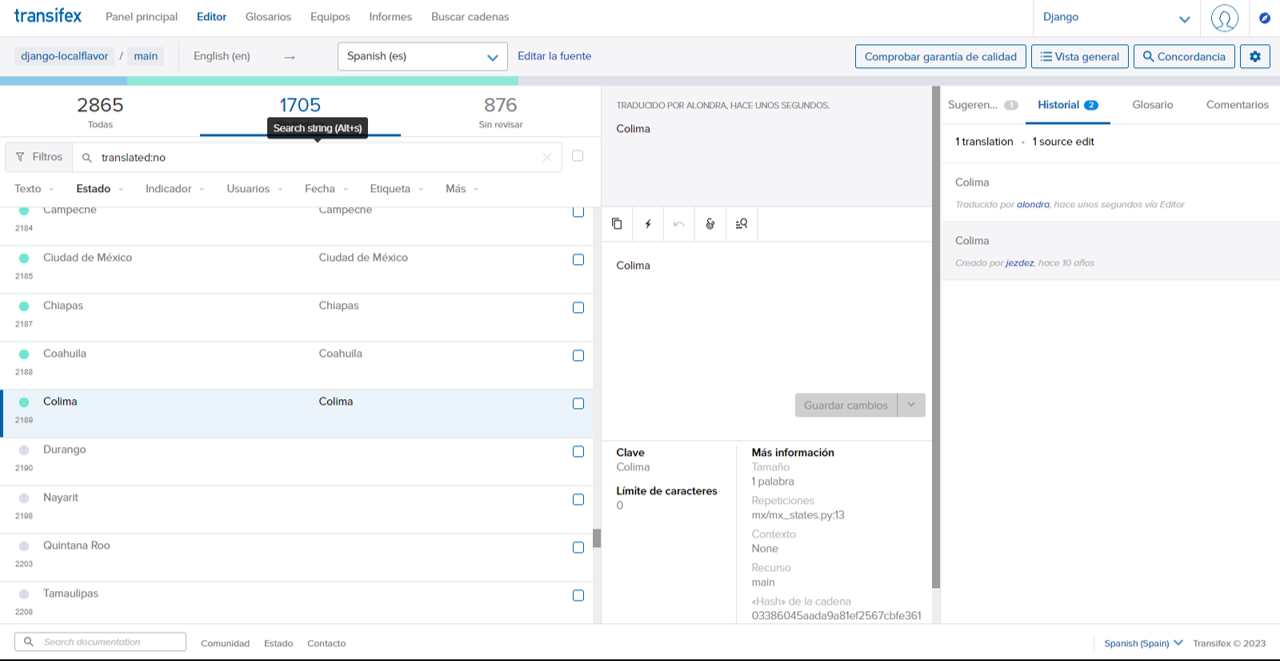 transifex Panel principal Editor Glosarios Equipos Informes Buscar cadenas Django
django-localflavor / main English (en) → Spanish (es) Editar la fuente Comprobar garantía de calidad Vista general Concordancia
2865 1705 876
Todas Sin revisar
Search string (Alt+s)
Filtros translated:no
Texto Estado Indicador Usuarios Fecha Etiqueta Más
Campeche Campeche
2184
Ciudad de México Ciudad de México
2185
Chiapas Chiapas
2187
Coahuila Coahuila
2188
Colima Colima
2189
Durango
2190
Nayarit
2198
Quintana Roo
2203
Tamaulipas
2208
TRADUCIDO POR ALONDRA, HACE UNOS SEGUNDOS.
Colima
Colima
Guardar cambios
Clave
Colima
Límite de caracteres
0
Más información
Tamaño
1 palabra
Repeticiones
mx/mx_states.py:13
Contexto
None
Recurso
main
«Hash» de la cadena
03386045aada9a81ef2567cbfe361
Sugeren... 1 Historial 2 Glosario Comentarios
1 translation • 1 source edit
Colima
Traducido por alondra, hace unos segundos vía Editor
Colima
Creado por jezdez, hace 10 años
Search documentation Comunidad Estado Contacto Spanish (Spain) Transifex © 2023